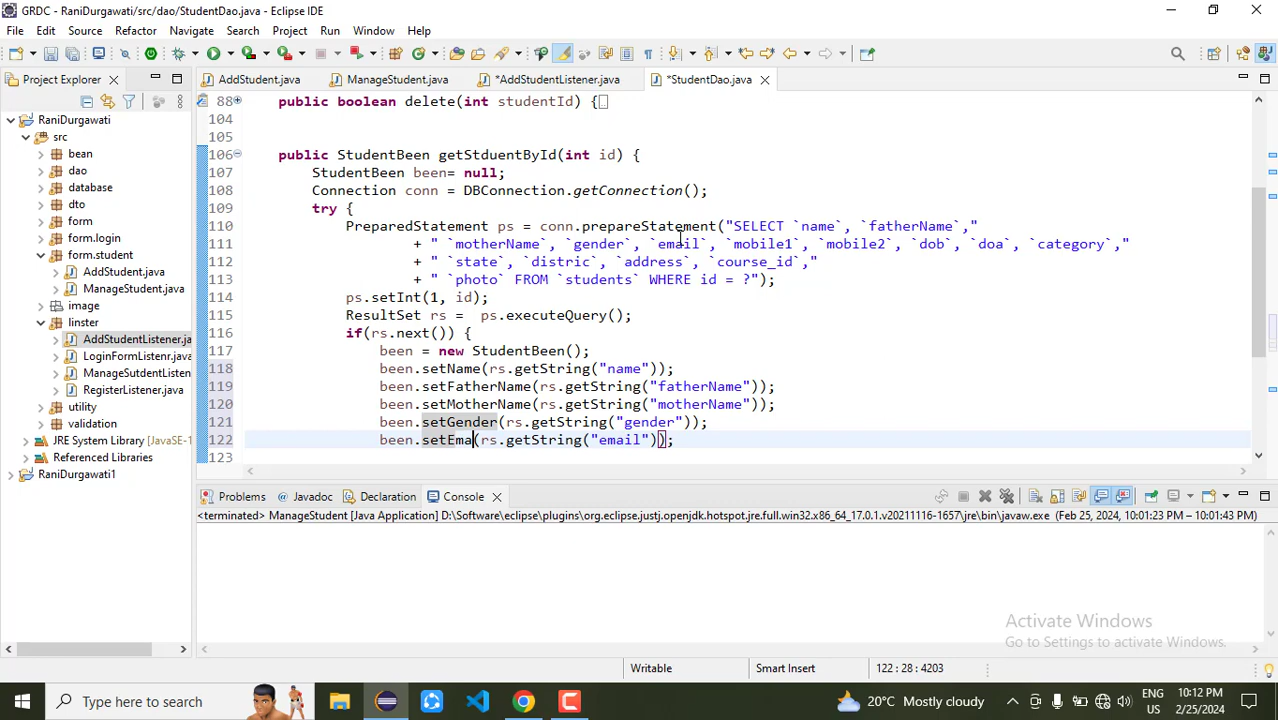 GRDC - RaniDurgawati/src/dao/StudentDao.java - Eclipse IDE
File Edit Source Refactor Navigate Search Project Run Window Help
Project Explorer
AddStudent.java
ManageStudent.java
*AddStudentListener.java
*StudentDao.java
RaniDurgawati
src
bean
dao
database
dto
form
form.login
form.student
AddStudent.java
ManageStudent.java
image
linster
AddStudentListener.ja
LoginFormListenr.java
ManageSutdentListen
RegisterListener.java
utility
validation
JRE System Library [JavaSE-1
Referenced Libraries
RaniDurgawati1
88 public boolean delete(int studentId) {
104
105
106 public StudentBeen getStduentById(int id) {
107 StudentBeen been= null;
108 Connection conn = DBConnection.getConnection();
109 try {
110 PreparedStatement ps = conn.prepareStatement("SELECT `name`, `fatherName`,"
111 + " `motherName`, `gender`, `email`, `mobile1`, `mobile2`, `dob`, `doa`, `category`,"
112 + " `state`, `distric`, `address`, `course_id`,"
113 + " `photo` FROM `students` WHERE id = ?");
114 ps.setInt(1, id);
115 ResultSet rs =  ps.executeQuery();
116 if(rs.next()) {
117 been = new StudentBeen();
118 been.setName(rs.getString("name"));
119 been.setFatherName(rs.getString("fatherName"));
120 been.setMotherName(rs.getString("motherName"));
121 been.setGender(rs.getString("gender"));
122 been.setEma(rs.getString("email"));
123
Problems Javadoc Declaration Console
<terminated> ManageStudent [Java Application] D:\Software\eclipse\plugins\org.eclipse.justj.openjdk.hotspot.jre.full.win32.x86_64_17.0.1.v20211116-1657\jre\bin\javaw.exe (Feb 25, 2024, 10:01:23 PM – 10:01:43 PM)
Activate Windows
Go to Settings to activate Windows.
Writable
Smart Insert
122 : 28 : 4203
Type here to search
20°C Mostly cloudy
ENG
US
10:12 PM
2/25/2024